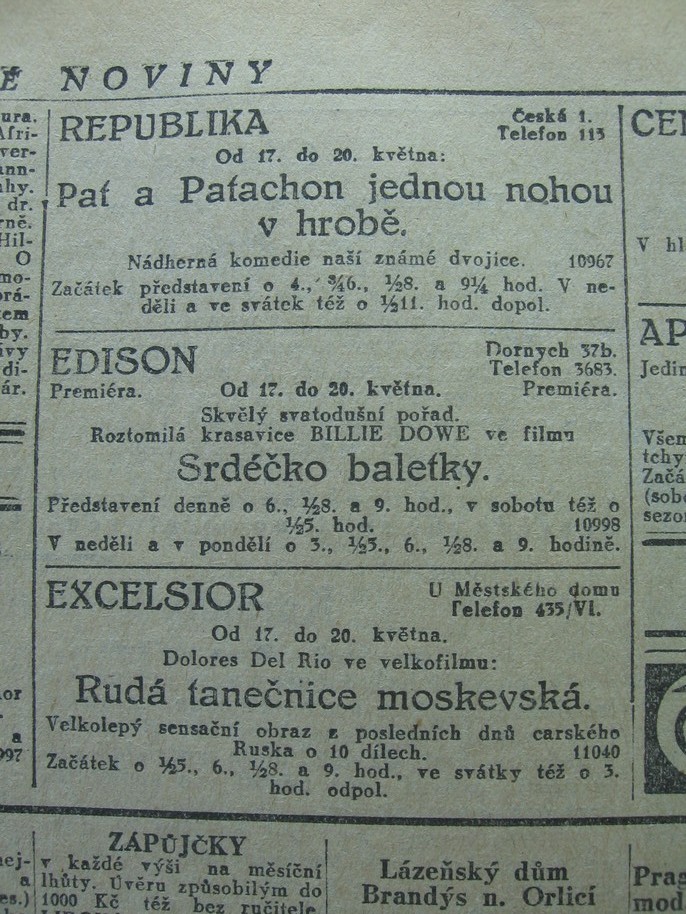 NOVINY
REPUBLIKA
Česká 1.
Telefon 113
Od 17. do 20. května:
Pať a Paťachon jednou nohou
v hrobě.
Nádherná komedie naší známé dvojice. 10967
Začátek představení o 4., ¾6., ½8. a 9¼ hod. V ne-
děli a ve svátek též o ½11. hod. dopol.
EDISON
Dornych 37b.
Telefon 3683.
Premiéra. Od 17. do 20. května. Premiéra.
Skvělý svatodušní pořad.
Roztomilá krasavice BILLIE DOWE ve filmu
Srdéčko baleťky.
Představení denně o 6., ½8. a 9. hod., v sobotu též o
½5. hod. 10998
V neděli a v pondělí o 3., ½5., 6., ½8. a 9. hodině.
EXCELSIOR
U Městského domu
Telefon 435/VI.
Od 17. do 20. května.
Dolores Del Rio ve velkofilmu:
Rudá tanečnice moskevská.
Velkolepý sensační obraz z posledních dnů carského
Ruska o 10 dílech. 11040
Začátek o ½5., 6., ½8. a 9. hod., ve svátky též o 3.
hod. odpol.
ZÁPŮJČKY
v každé výši na měsíční
lhůty. Úvěru způsobilým do
1000 Kč též bez ručitele
Lázeňský dům
Brandýs n. Orlicí